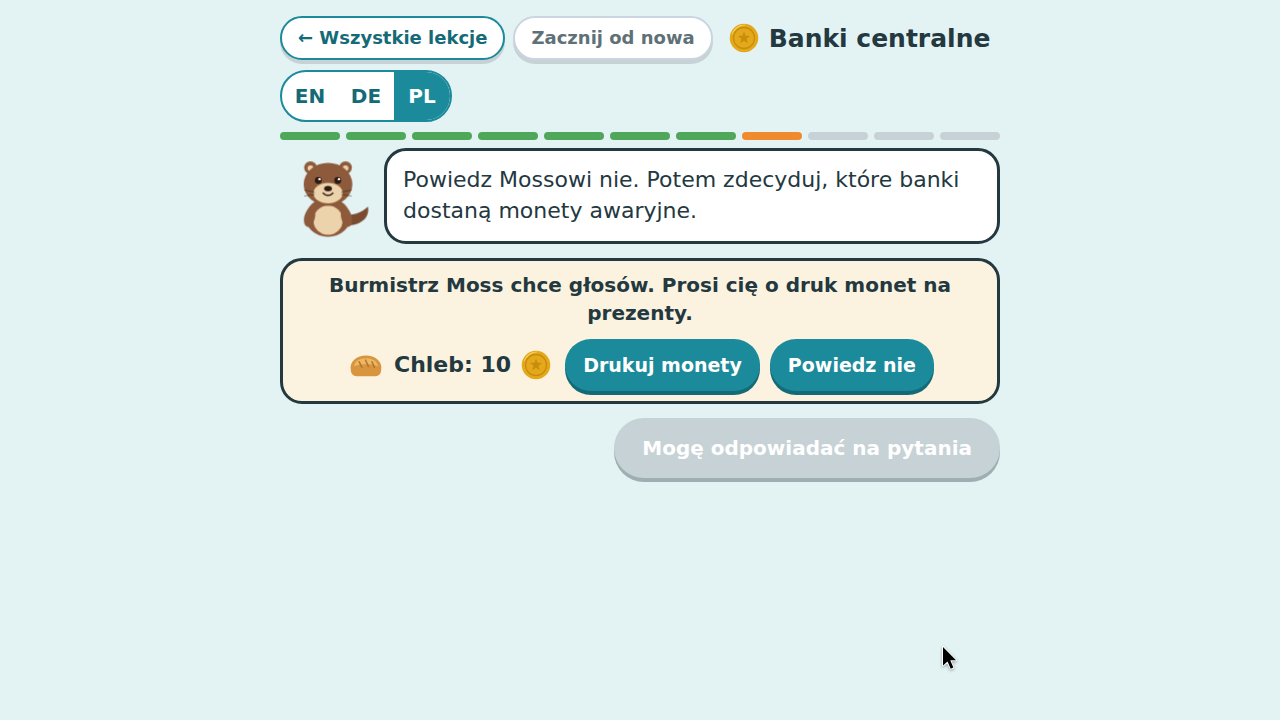 ← Wszystkie lekcje
Zacznij od nowa
Banki centralne
EN DE PL
Powiedz Mossowi nie. Potem zdecyduj, które banki
dostaną monety awaryjne.
Burmistrz Moss chce głosów. Prosi cię o druk monet na
prezenty.
Chleb: 10
Drukuj monety
Powiedz nie
Mogę odpowiadać na pytania